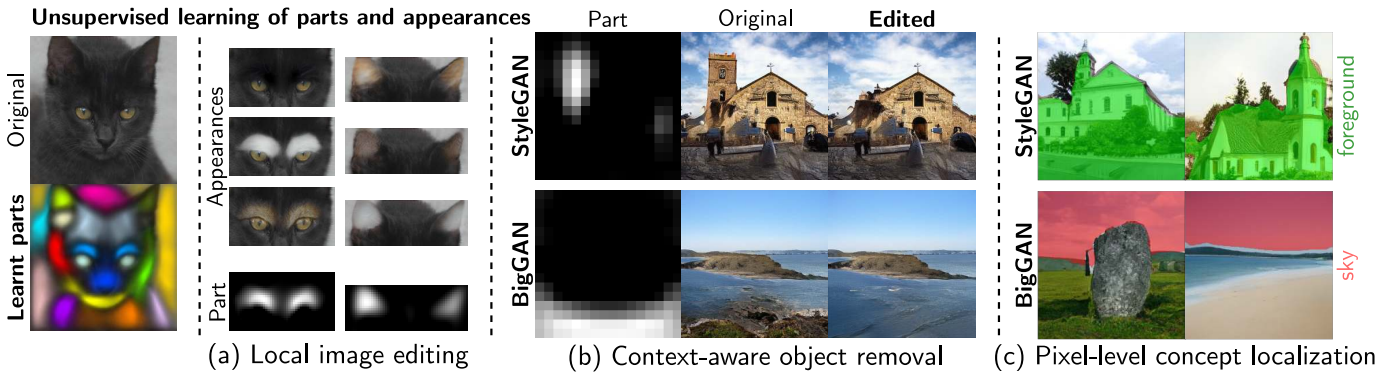 Unsupervised learning of parts and appearances
Original
Learnt parts
Appearances
Part
(a) Local image editing
Part
Original
Edited
StyleGAN
BigGAN
(b) Context-aware object removal
StyleGAN
foreground
BigGAN
sky
(c) Pixel-level concept localization